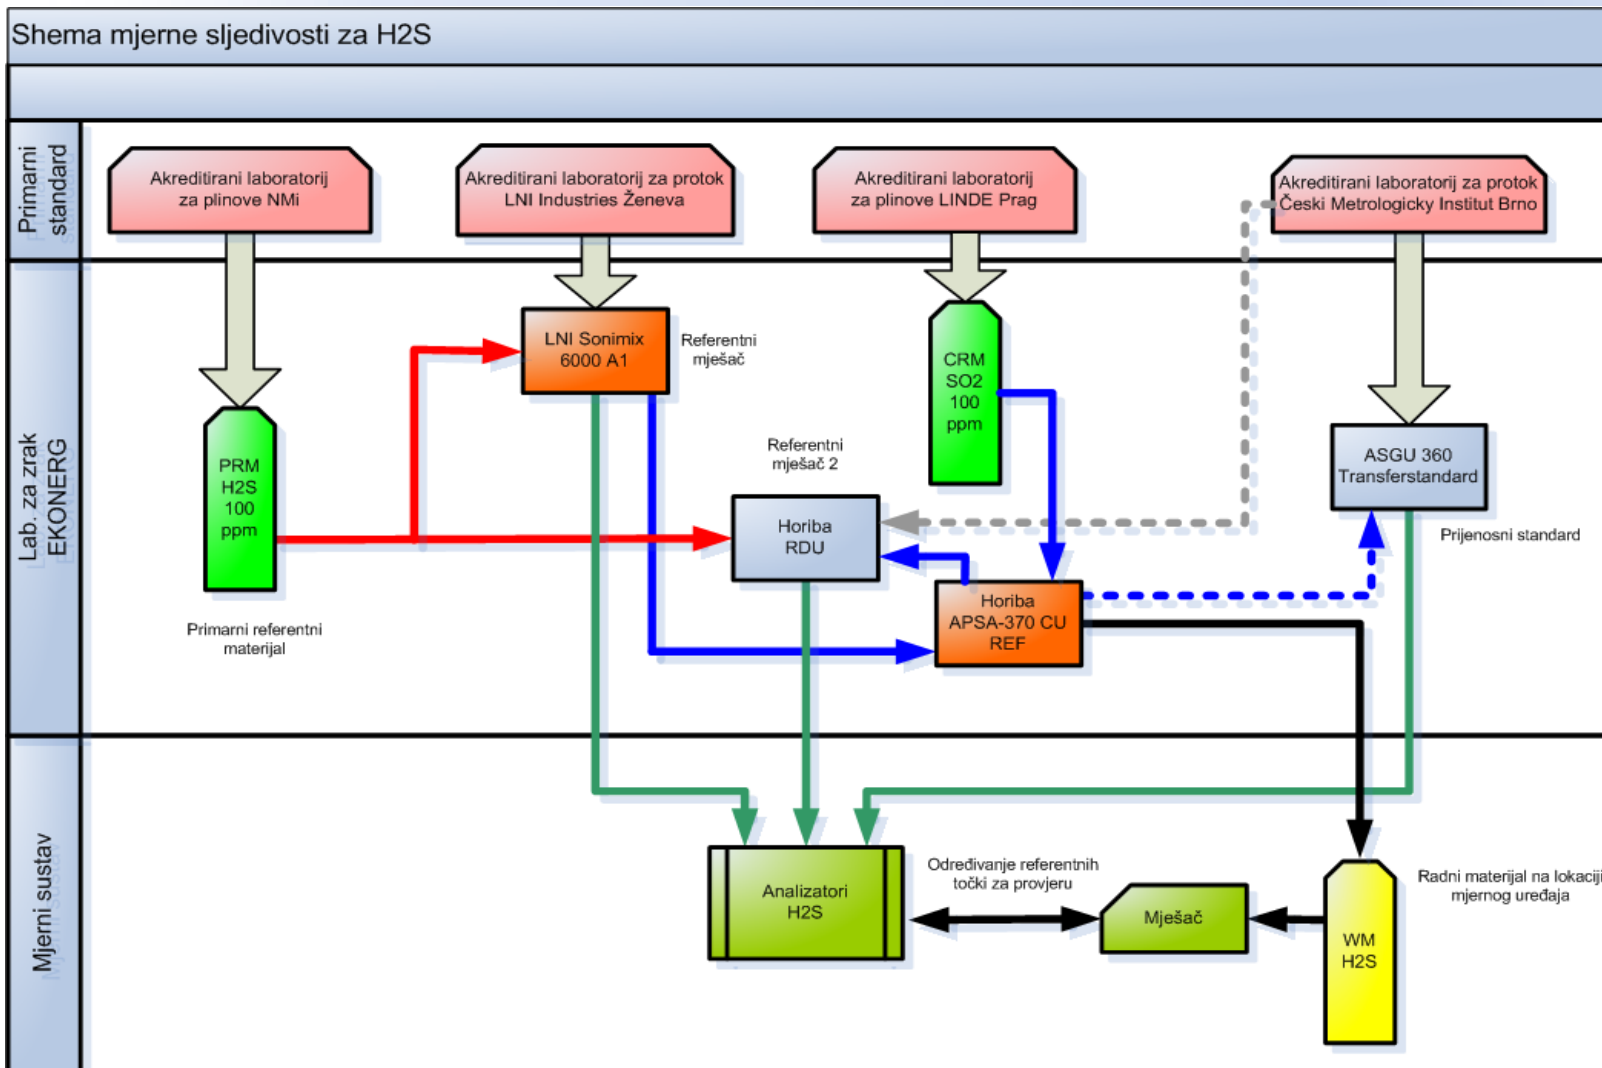 Shema mjerne sljedivosti za H2S
Primarni
standard
Akreditirani laboratorij
za plinove NMi
Akreditirani laboratorij za protok
LNI Industries Ženeva
Akreditirani laboratorij
za plinove LINDE Prag
Akreditirani laboratorij za protok
Česki Metrologicky Institut Brno
Lab. za zrak
EKONERG
LNI Sonimix
6000 A1
Referentni
mješač
CRM
SO2
100
ppm
PRM
H2S
100
ppm
Referentni
mješač 2
ASGU 360
Transferstandard
Horiba
RDU
Prijenosni standard
Horiba
APSA-370 CU
REF
Primarni referentni
materijal
Mjerni sustav
Analizatori
H2S
Određivanje referentnih
točki za provjeru
Mješač
WM
H2S
Radni materijal na lokaciji
mjernog uređaja